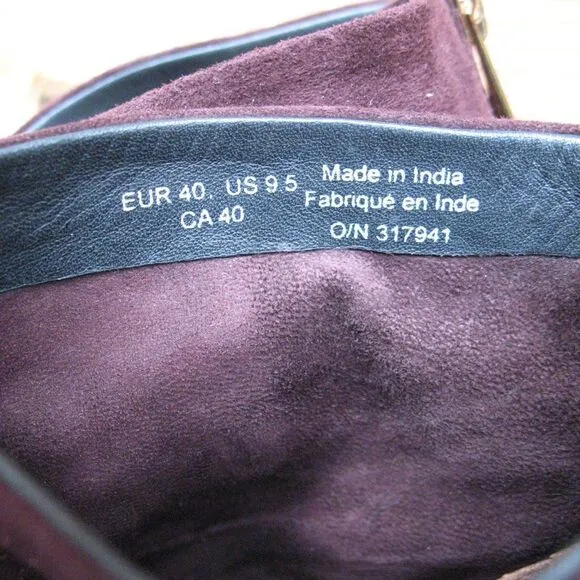 EUR 40. US 9 5
CA 40
Made in India
Fabriqué en Inde
O/N 317941